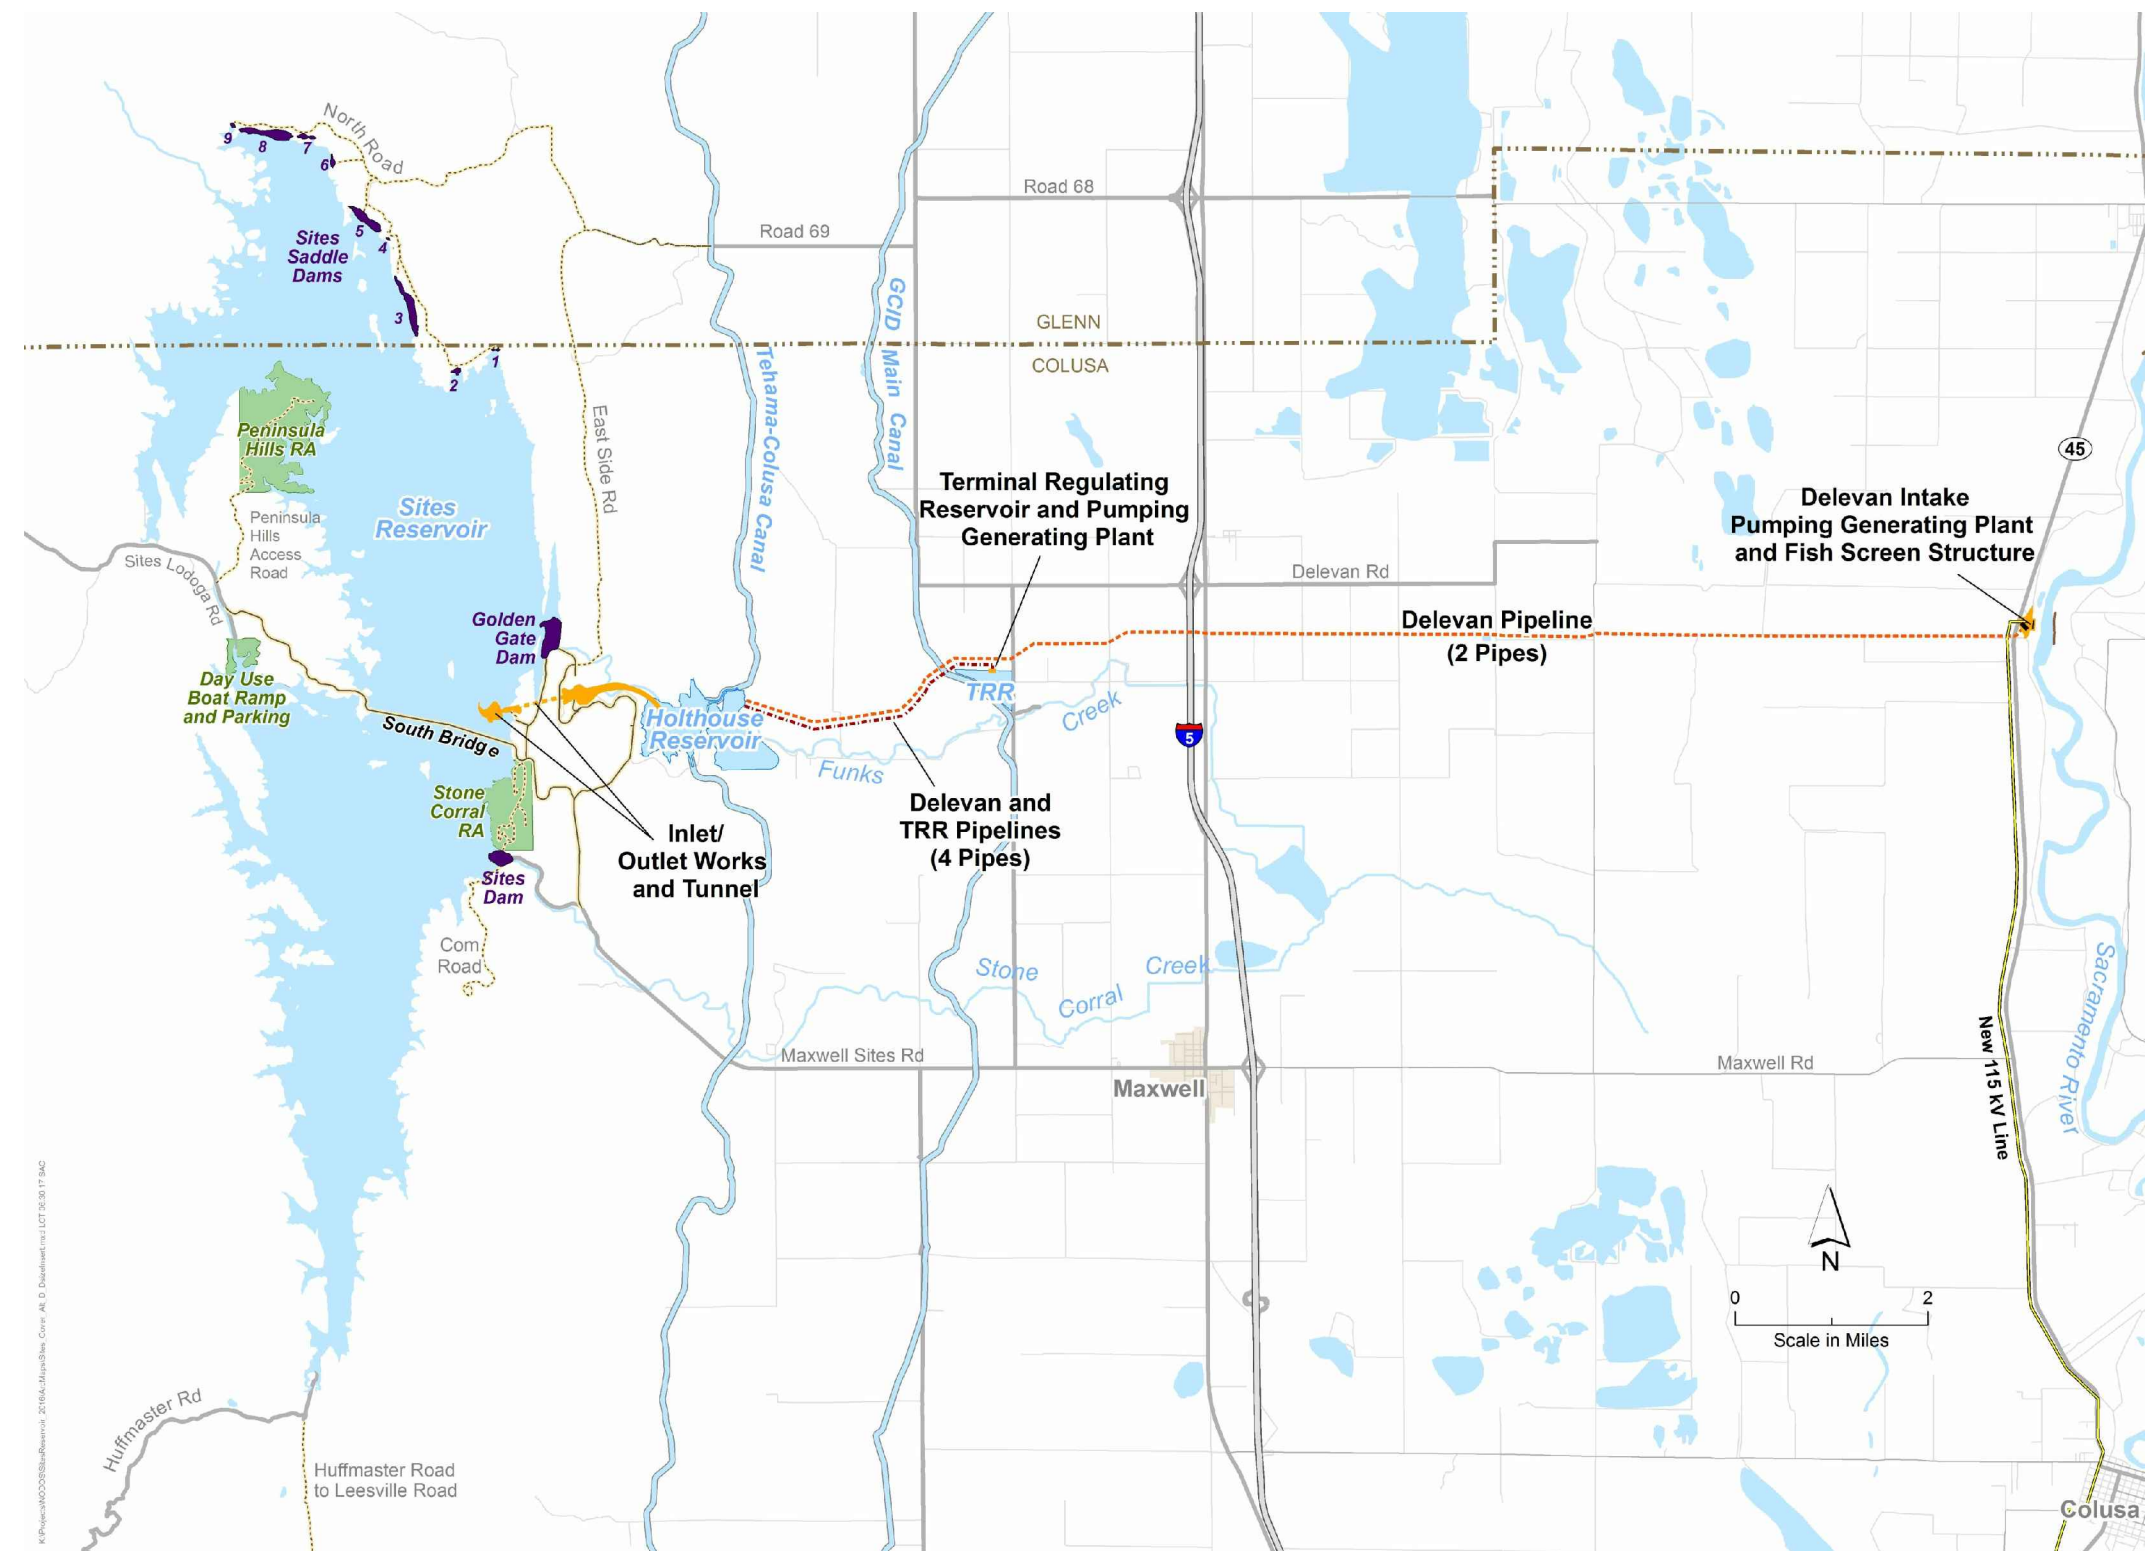 North Road
9
8
7
6
5
4
3
2
1
Sites
Saddle
Dams
Road 68
Road 69
GCID Main Canal
GLENN
COLUSA
Tehama-Colusa Canal
East Side Rd
Peninsula
Hills RA
Sites
Reservoir
Peninsula
Hills
Access
Road
Sites Lodoga Rd
45
Terminal Regulating
Reservoir and Pumping
Generating Plant
Delevan Intake
Pumping Generating Plant
and Fish Screen Structure
Delevan Rd
Golden
Gate
Dam
Delevan Pipeline
(2 Pipes)
Day Use
Boat Ramp
and Parking
South Bridge
Holthouse
Reservoir
TRR
Creek
Funks
5
Stone
Corral
RA
Inlet/
Outlet Works
and Tunnel
Delevan and
TRR Pipelines
(4 Pipes)
Sites
Dam
Com
Road
Stone
Corral
Creek
Sacramento River
Maxwell Sites Rd
Maxwell
Maxwell Rd
New 115 kV Line
N
0 2
Scale in Miles
Huffmaster Rd
Huffmaster Road
to Leesville Road
Colusa